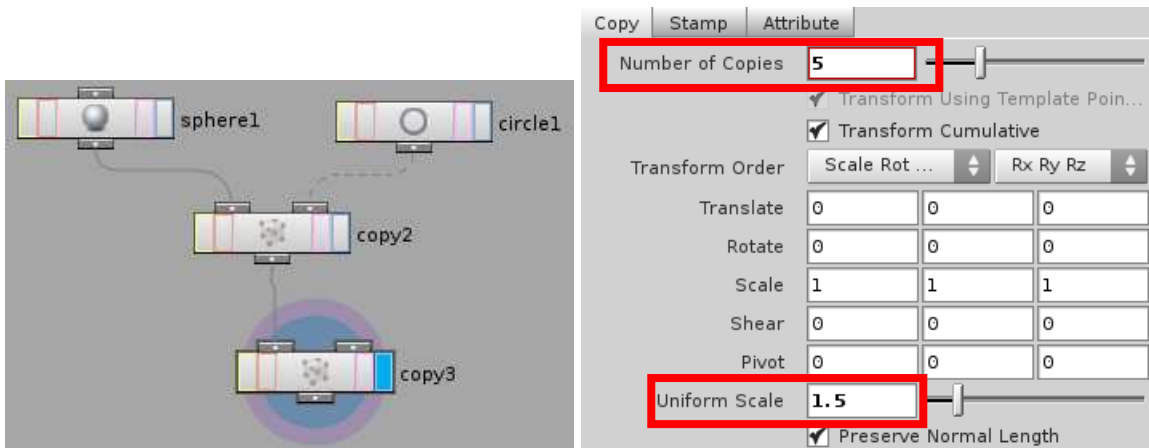 sphere1
circle1
copy2
copy3
Copy Stamp Attribute
Number of Copies 5
Transform Using Template Poin...
Transform Cumulative
Transform Order Scale Rot ... Rx Ry Rz
Translate 0 0 0
Rotate 0 0 0
Scale 1 1 1
Shear 0 0 0
Pivot 0 0 0
Uniform Scale 1.5
Preserve Normal Length